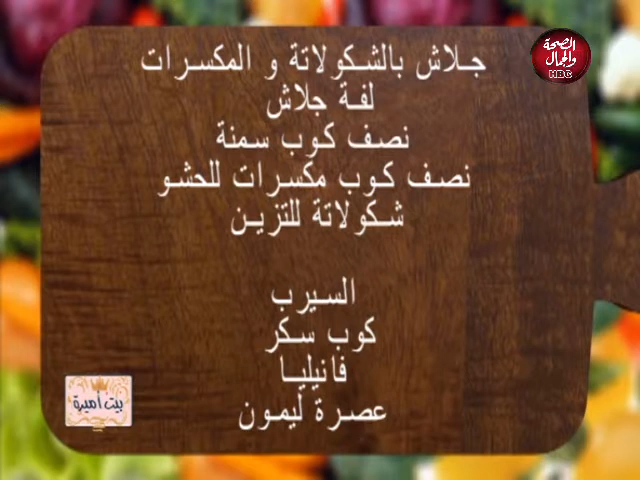 الصحة
والجمال
HBG
جلاش بالشكولاتة و المكسرات
لفة جلاش
نصف كوب سمنة
نصف كوب مكسرات للحشو
شكولاتة للتزين
السيرب
كوب سكر
فانيليا
عصرة ليمون
بيت أميرة